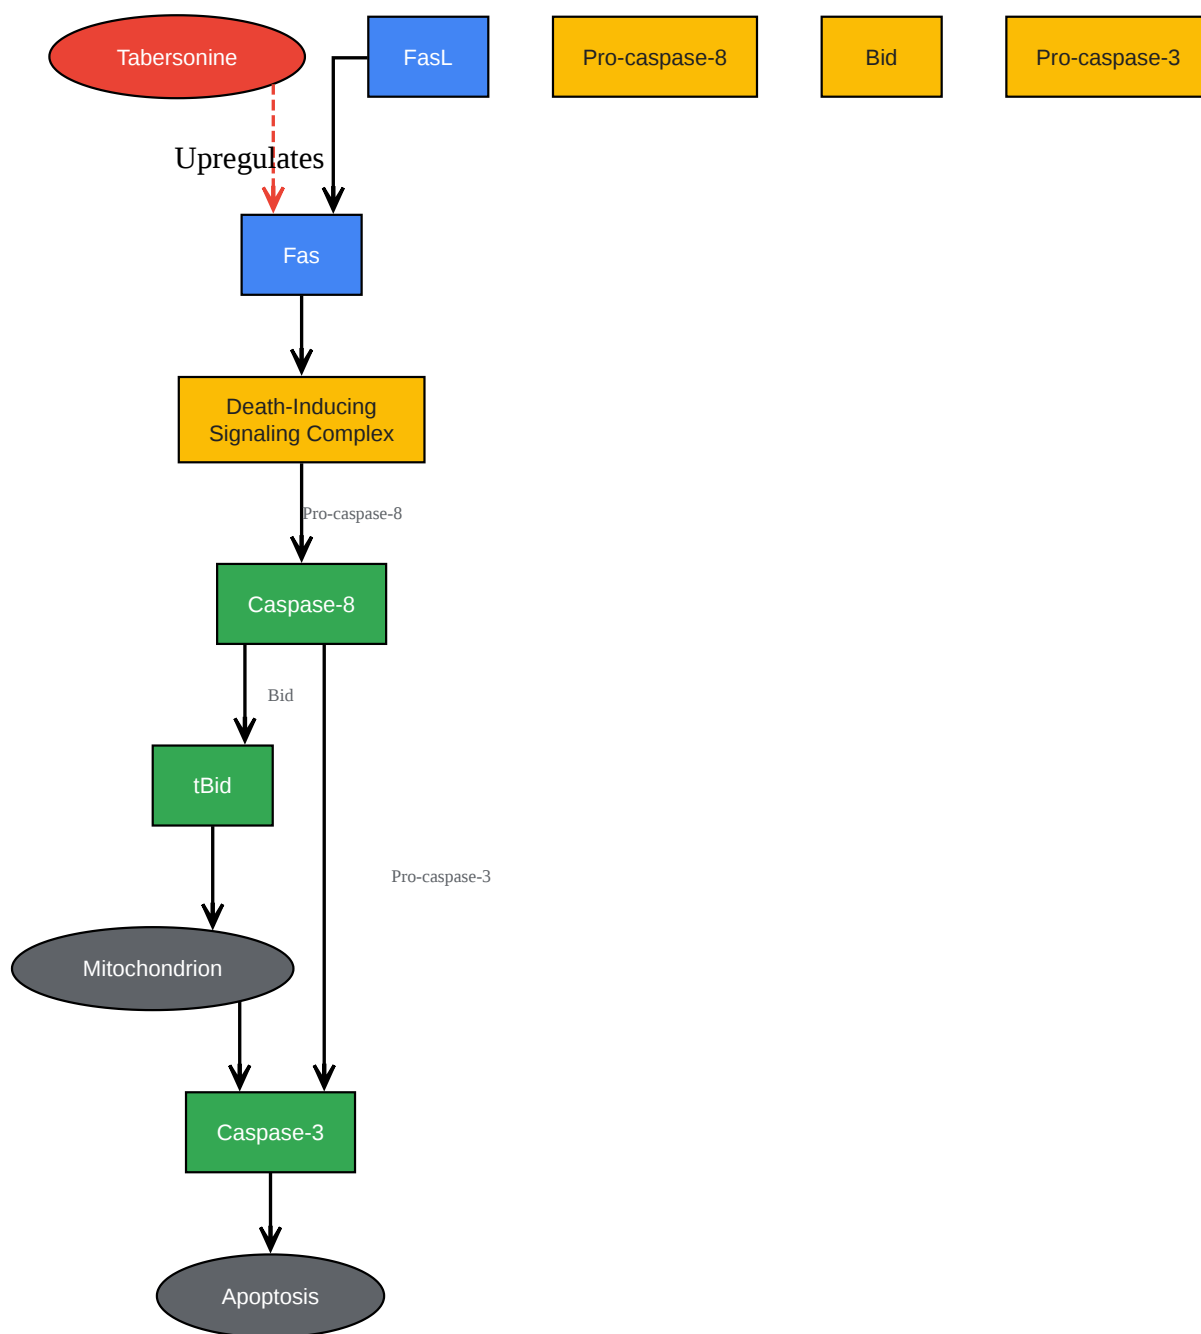 Tabersonine
FasL
Pro-caspase-8
Bid
Pro-caspase-3
Upregulates
Fas
Death-Inducing
Signaling Complex
Pro-caspase-8
Caspase-8
Bid
tBid
Pro-caspase-3
Mitochondrion
Caspase-3
Apoptosis